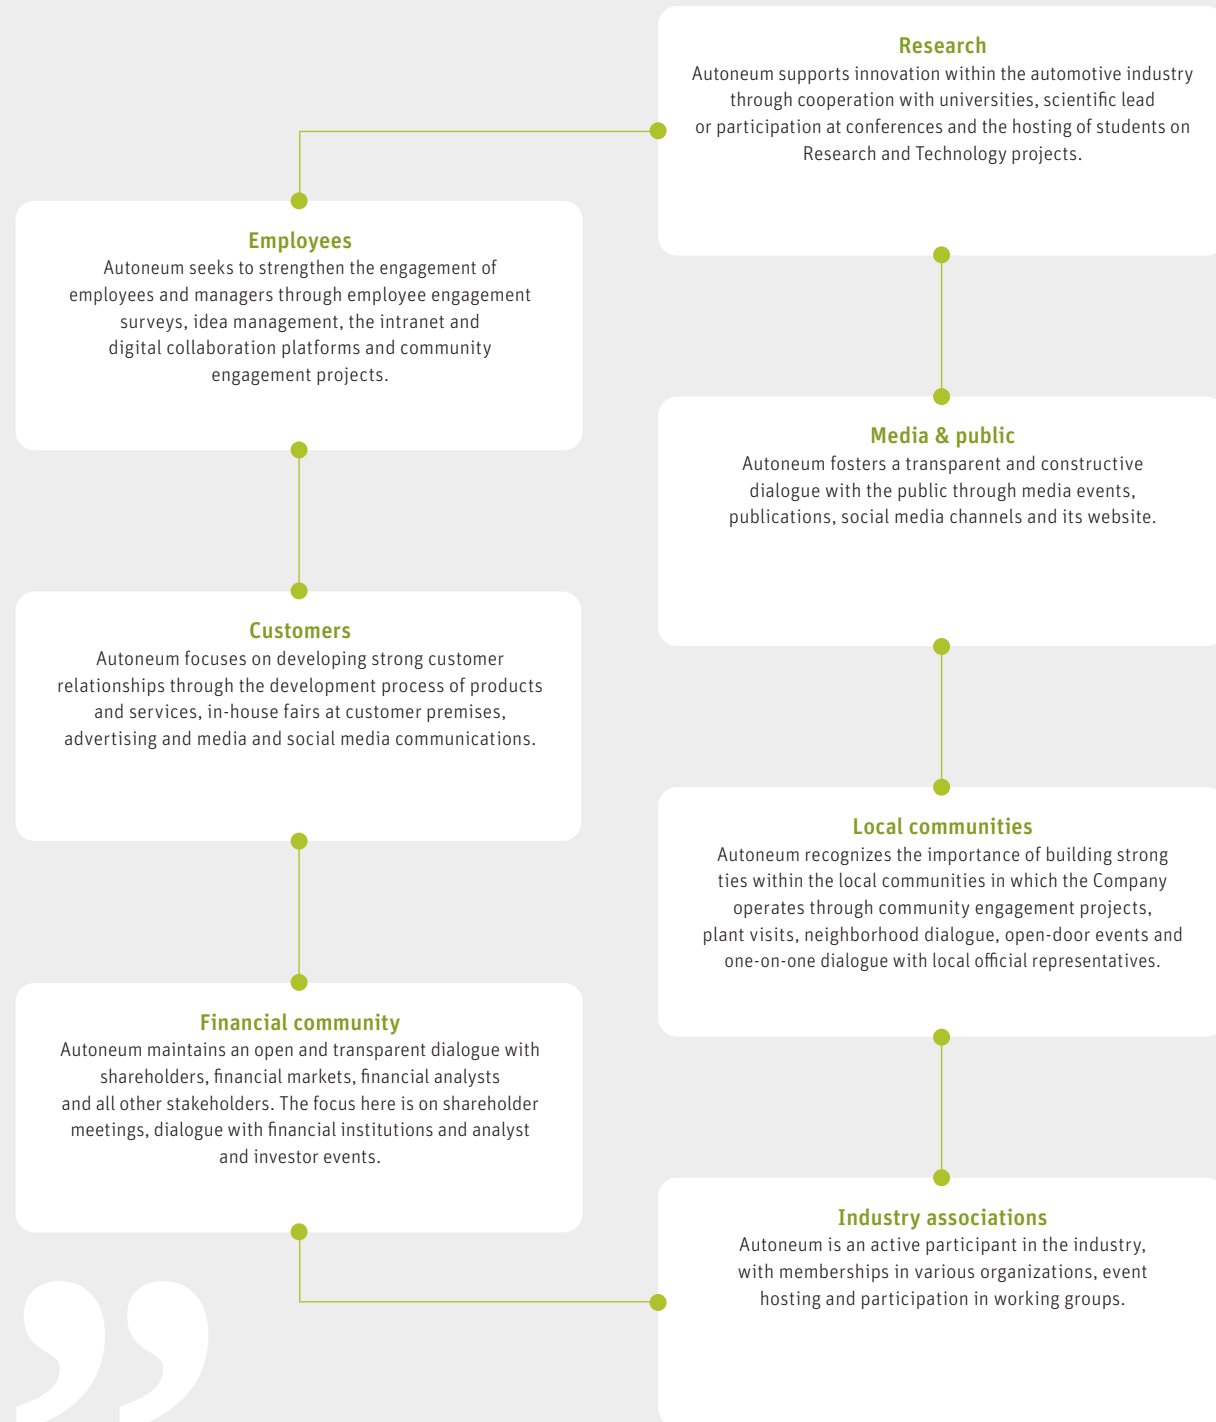 Research
Autoneum supports innovation within the automotive industry
through cooperation with universities, scientific lead
or participation at conferences and the hosting of students on
Research and Technology projects.
Employees
Autoneum seeks to strengthen the engagement of
employees and managers through employee engagement
surveys, idea management, the intranet and
digital collaboration platforms and community
engagement projects.
Media & public
Autoneum fosters a transparent and constructive
dialogue with the public through media events,
publications, social media channels and its website.
Customers
Autoneum focuses on developing strong customer
relationships through the development process of products
and services, in-house fairs at customer premises,
advertising and media and social media communications.
Local communities
Autoneum recognizes the importance of building strong
ties within the local communities in which the Company
operates through community engagement projects,
plant visits, neighborhood dialogue, open-door events and
one-on-one dialogue with local official representatives.
Financial community
Autoneum maintains an open and transparent dialogue with
shareholders, financial markets, financial analysts
and all other stakeholders. The focus here is on shareholder
meetings, dialogue with financial institutions and analyst
and investor events.
Industry associations
Autoneum is an active participant in the industry,
with memberships in various organizations, event
hosting and participation in working groups.
”